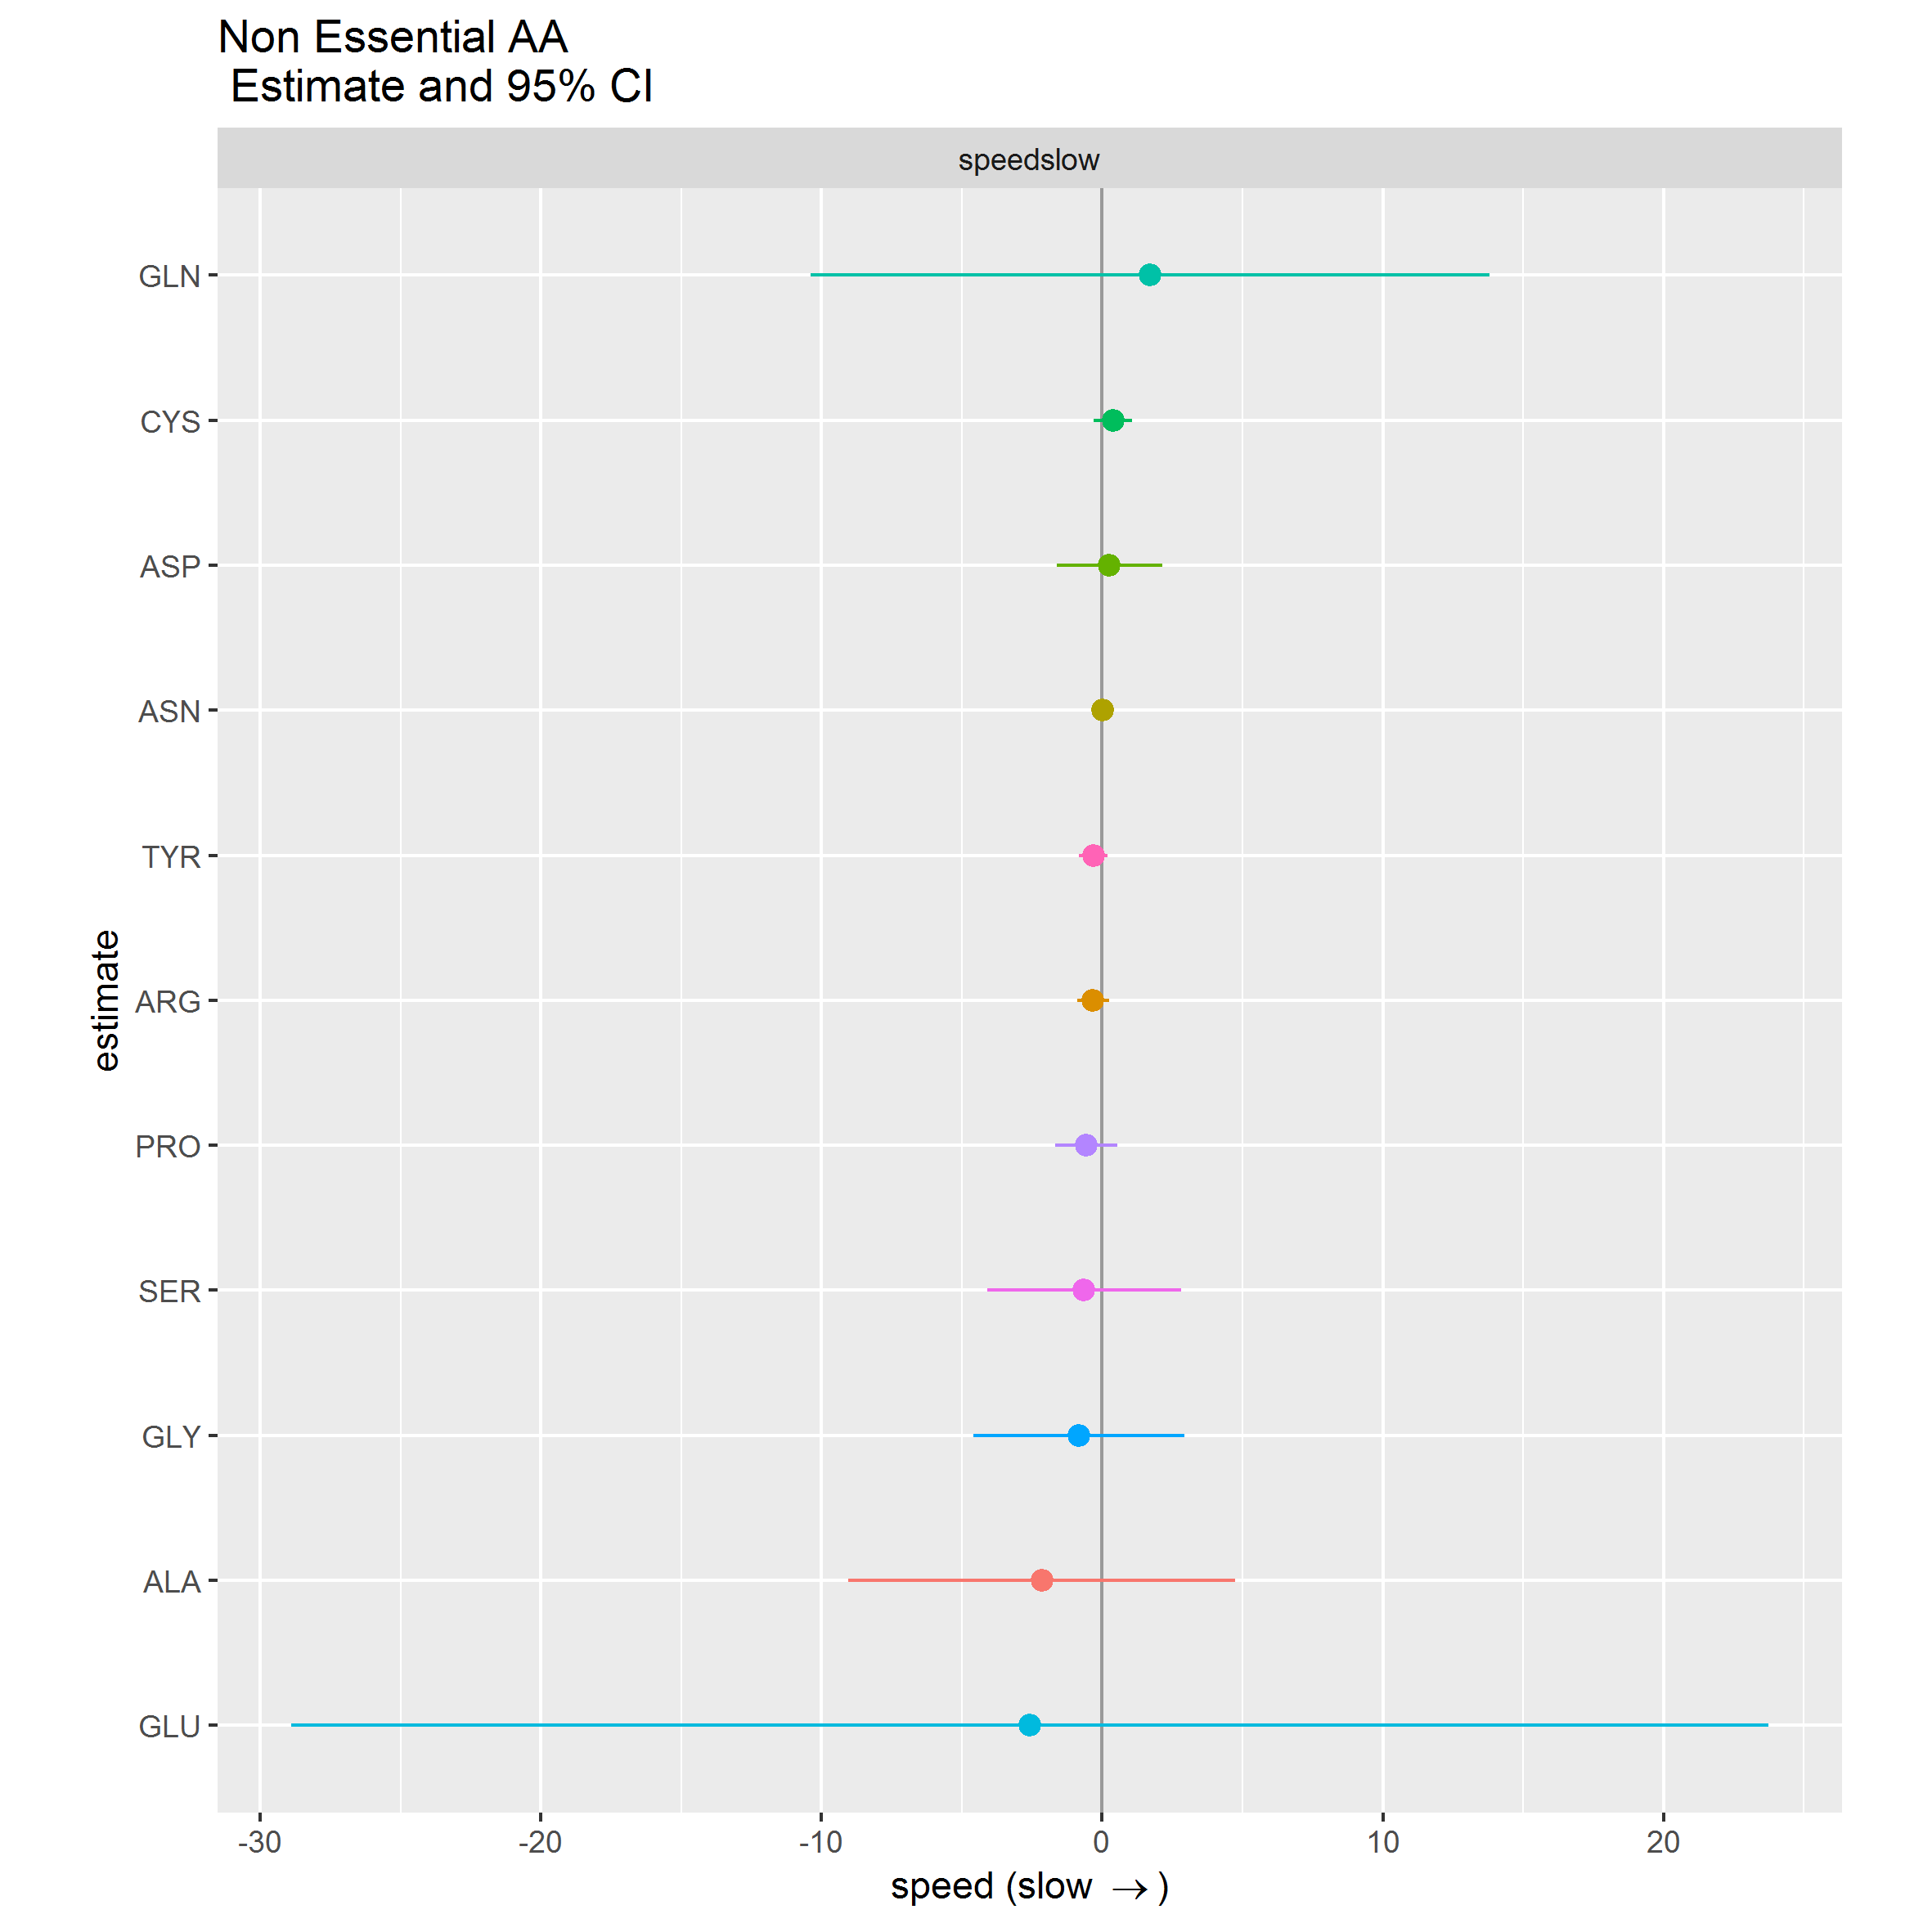 Non Essential AA
Estimate and 95% CI
speedslow
GLN
CYS
ASP
ASN
TYR
ARG
PRO
SER
GLY
ALA
GLU
estimate
-30 -20 -10 0 10 20
speed (slow → )